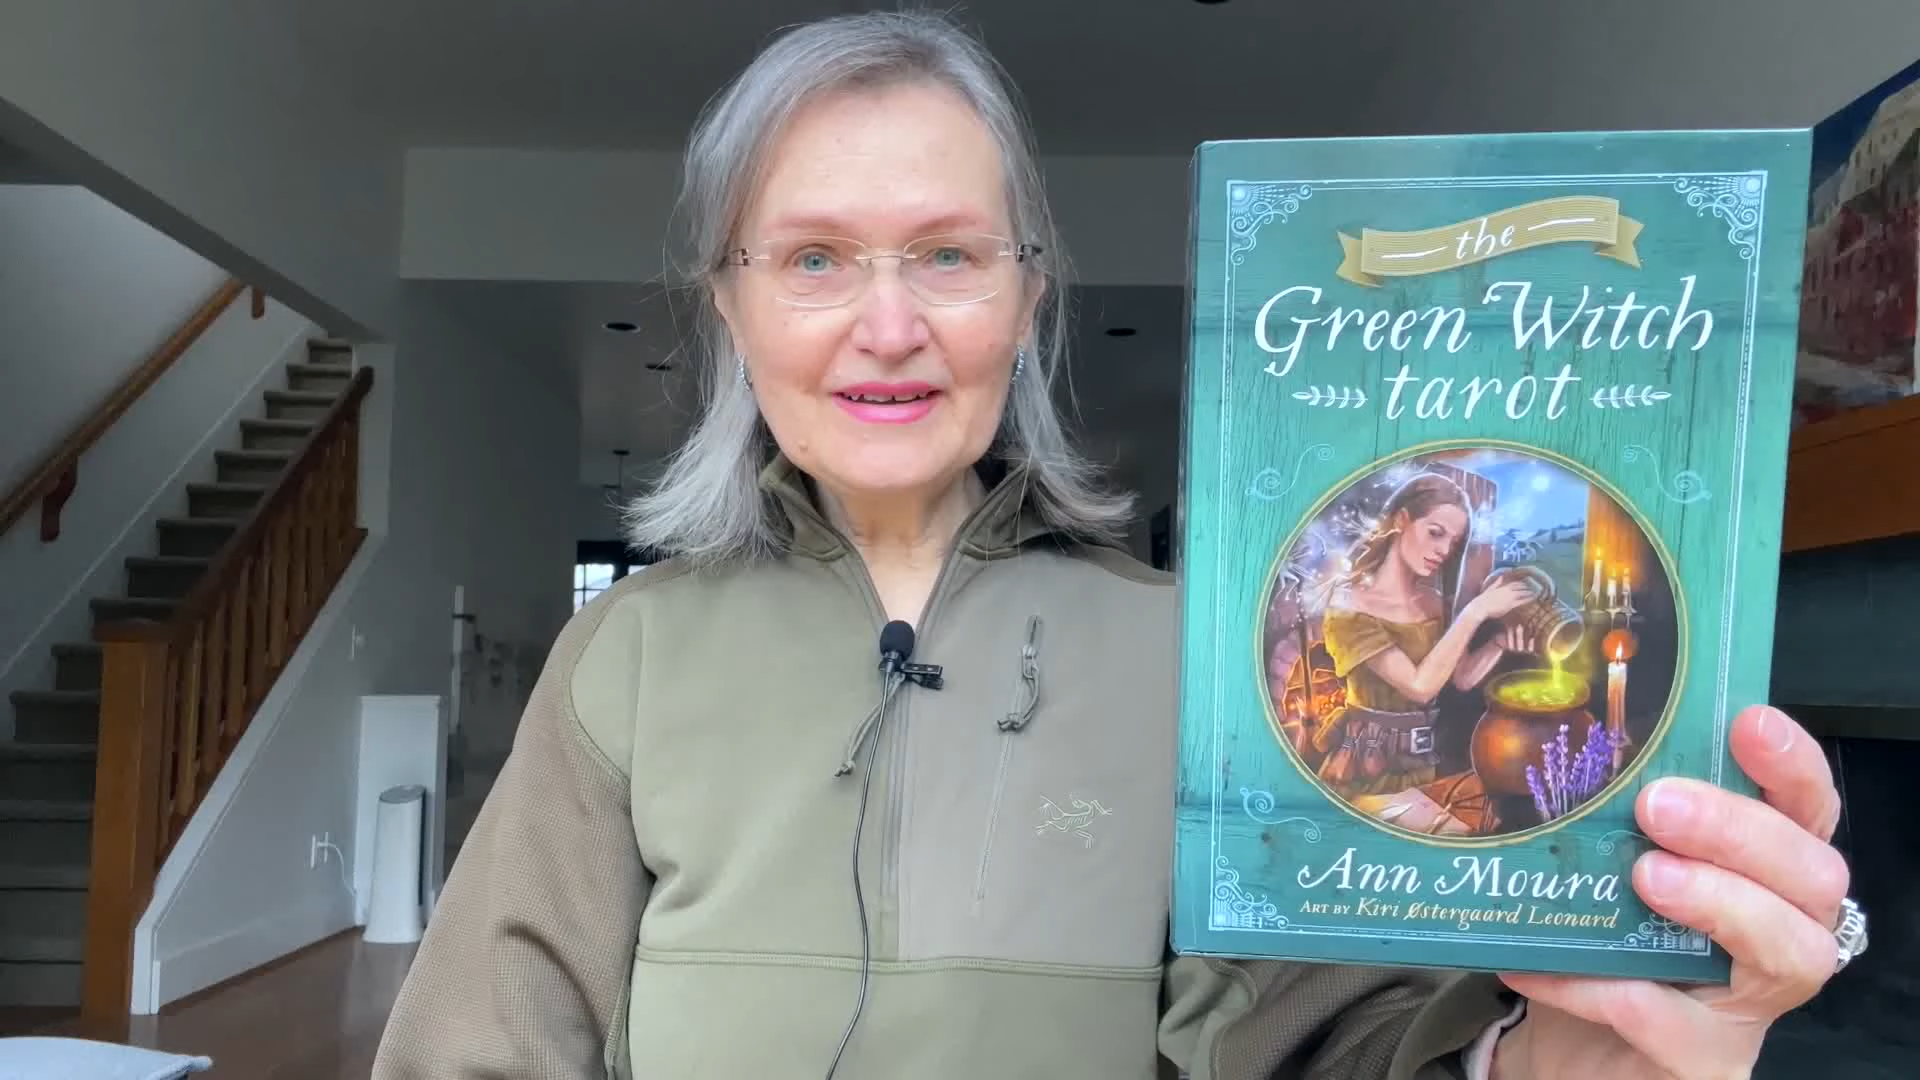 the
Green Witch
tarot
Ann Moura
Art by Kiri Østergaard Leonard